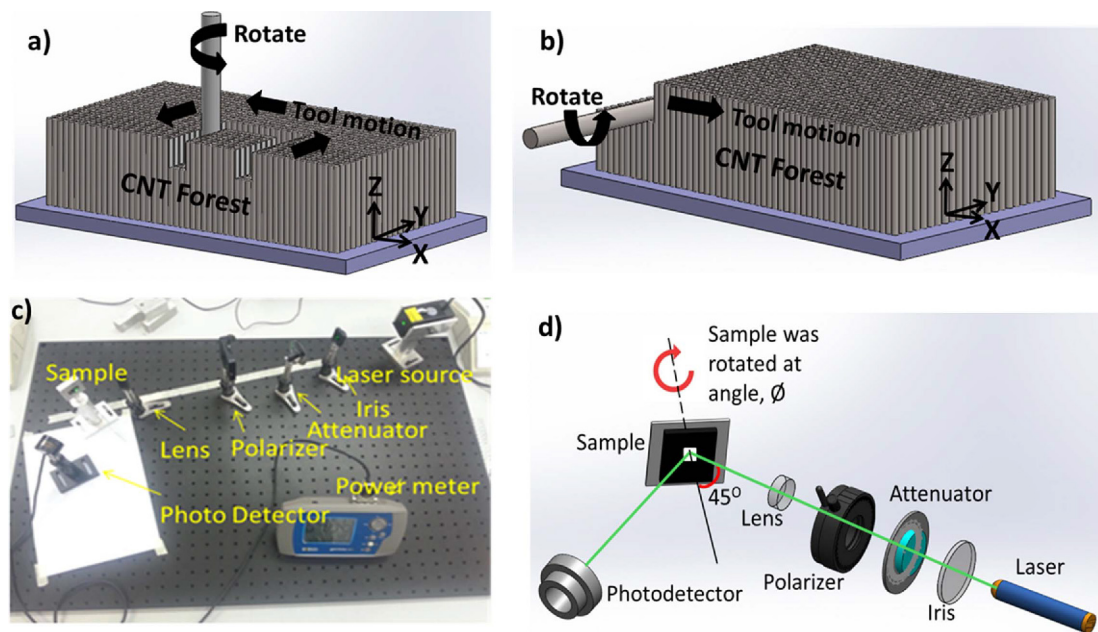 a)
Rotate
Tool motion
CNT Forest
Z
Y
X
b)
Rotate
Tool motion
CNT Forest
Z
Y
X
c)
Sample
Laser source
Iris
Attenuator
Lens
Polarizer
Power meter
Photo Detector
d)
Sample was
rotated at
angle, Ø
Sample
45O
Lens
Attenuator
Polarizer
Laser
Iris
Photodetector